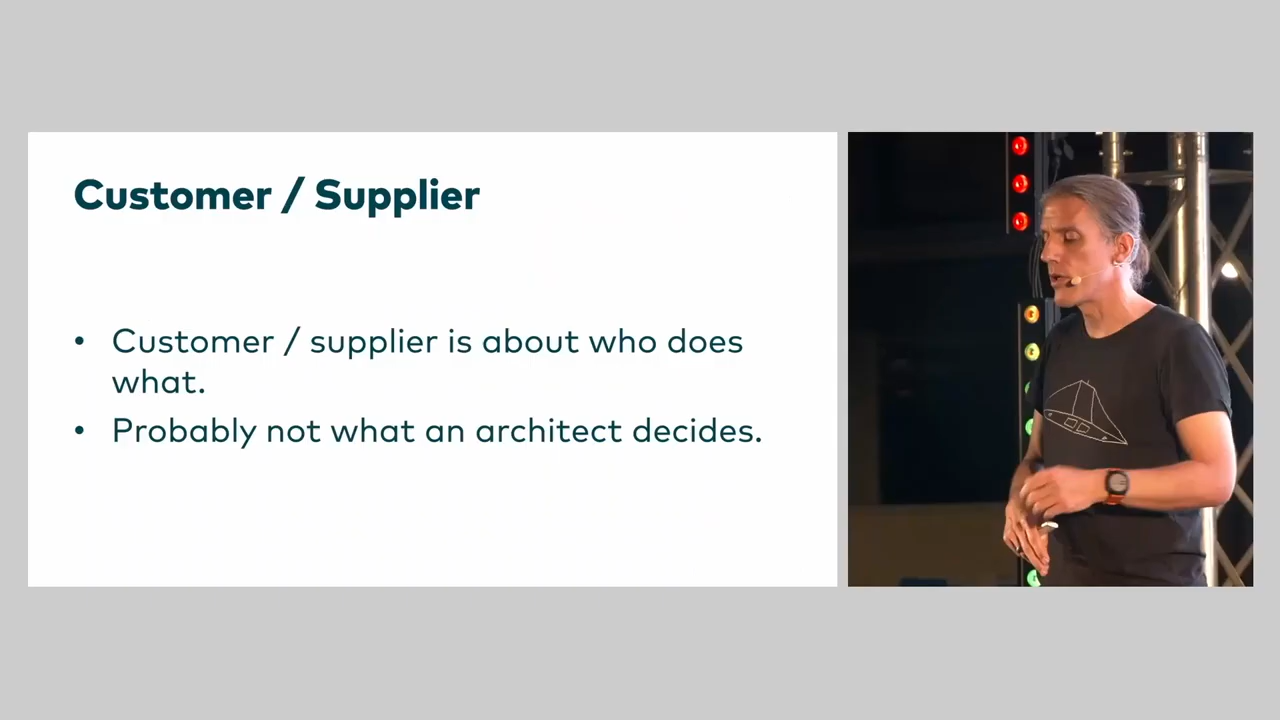 Customer / Supplier
• Customer / supplier is about who does
what.
• Probably not what an architect decides.